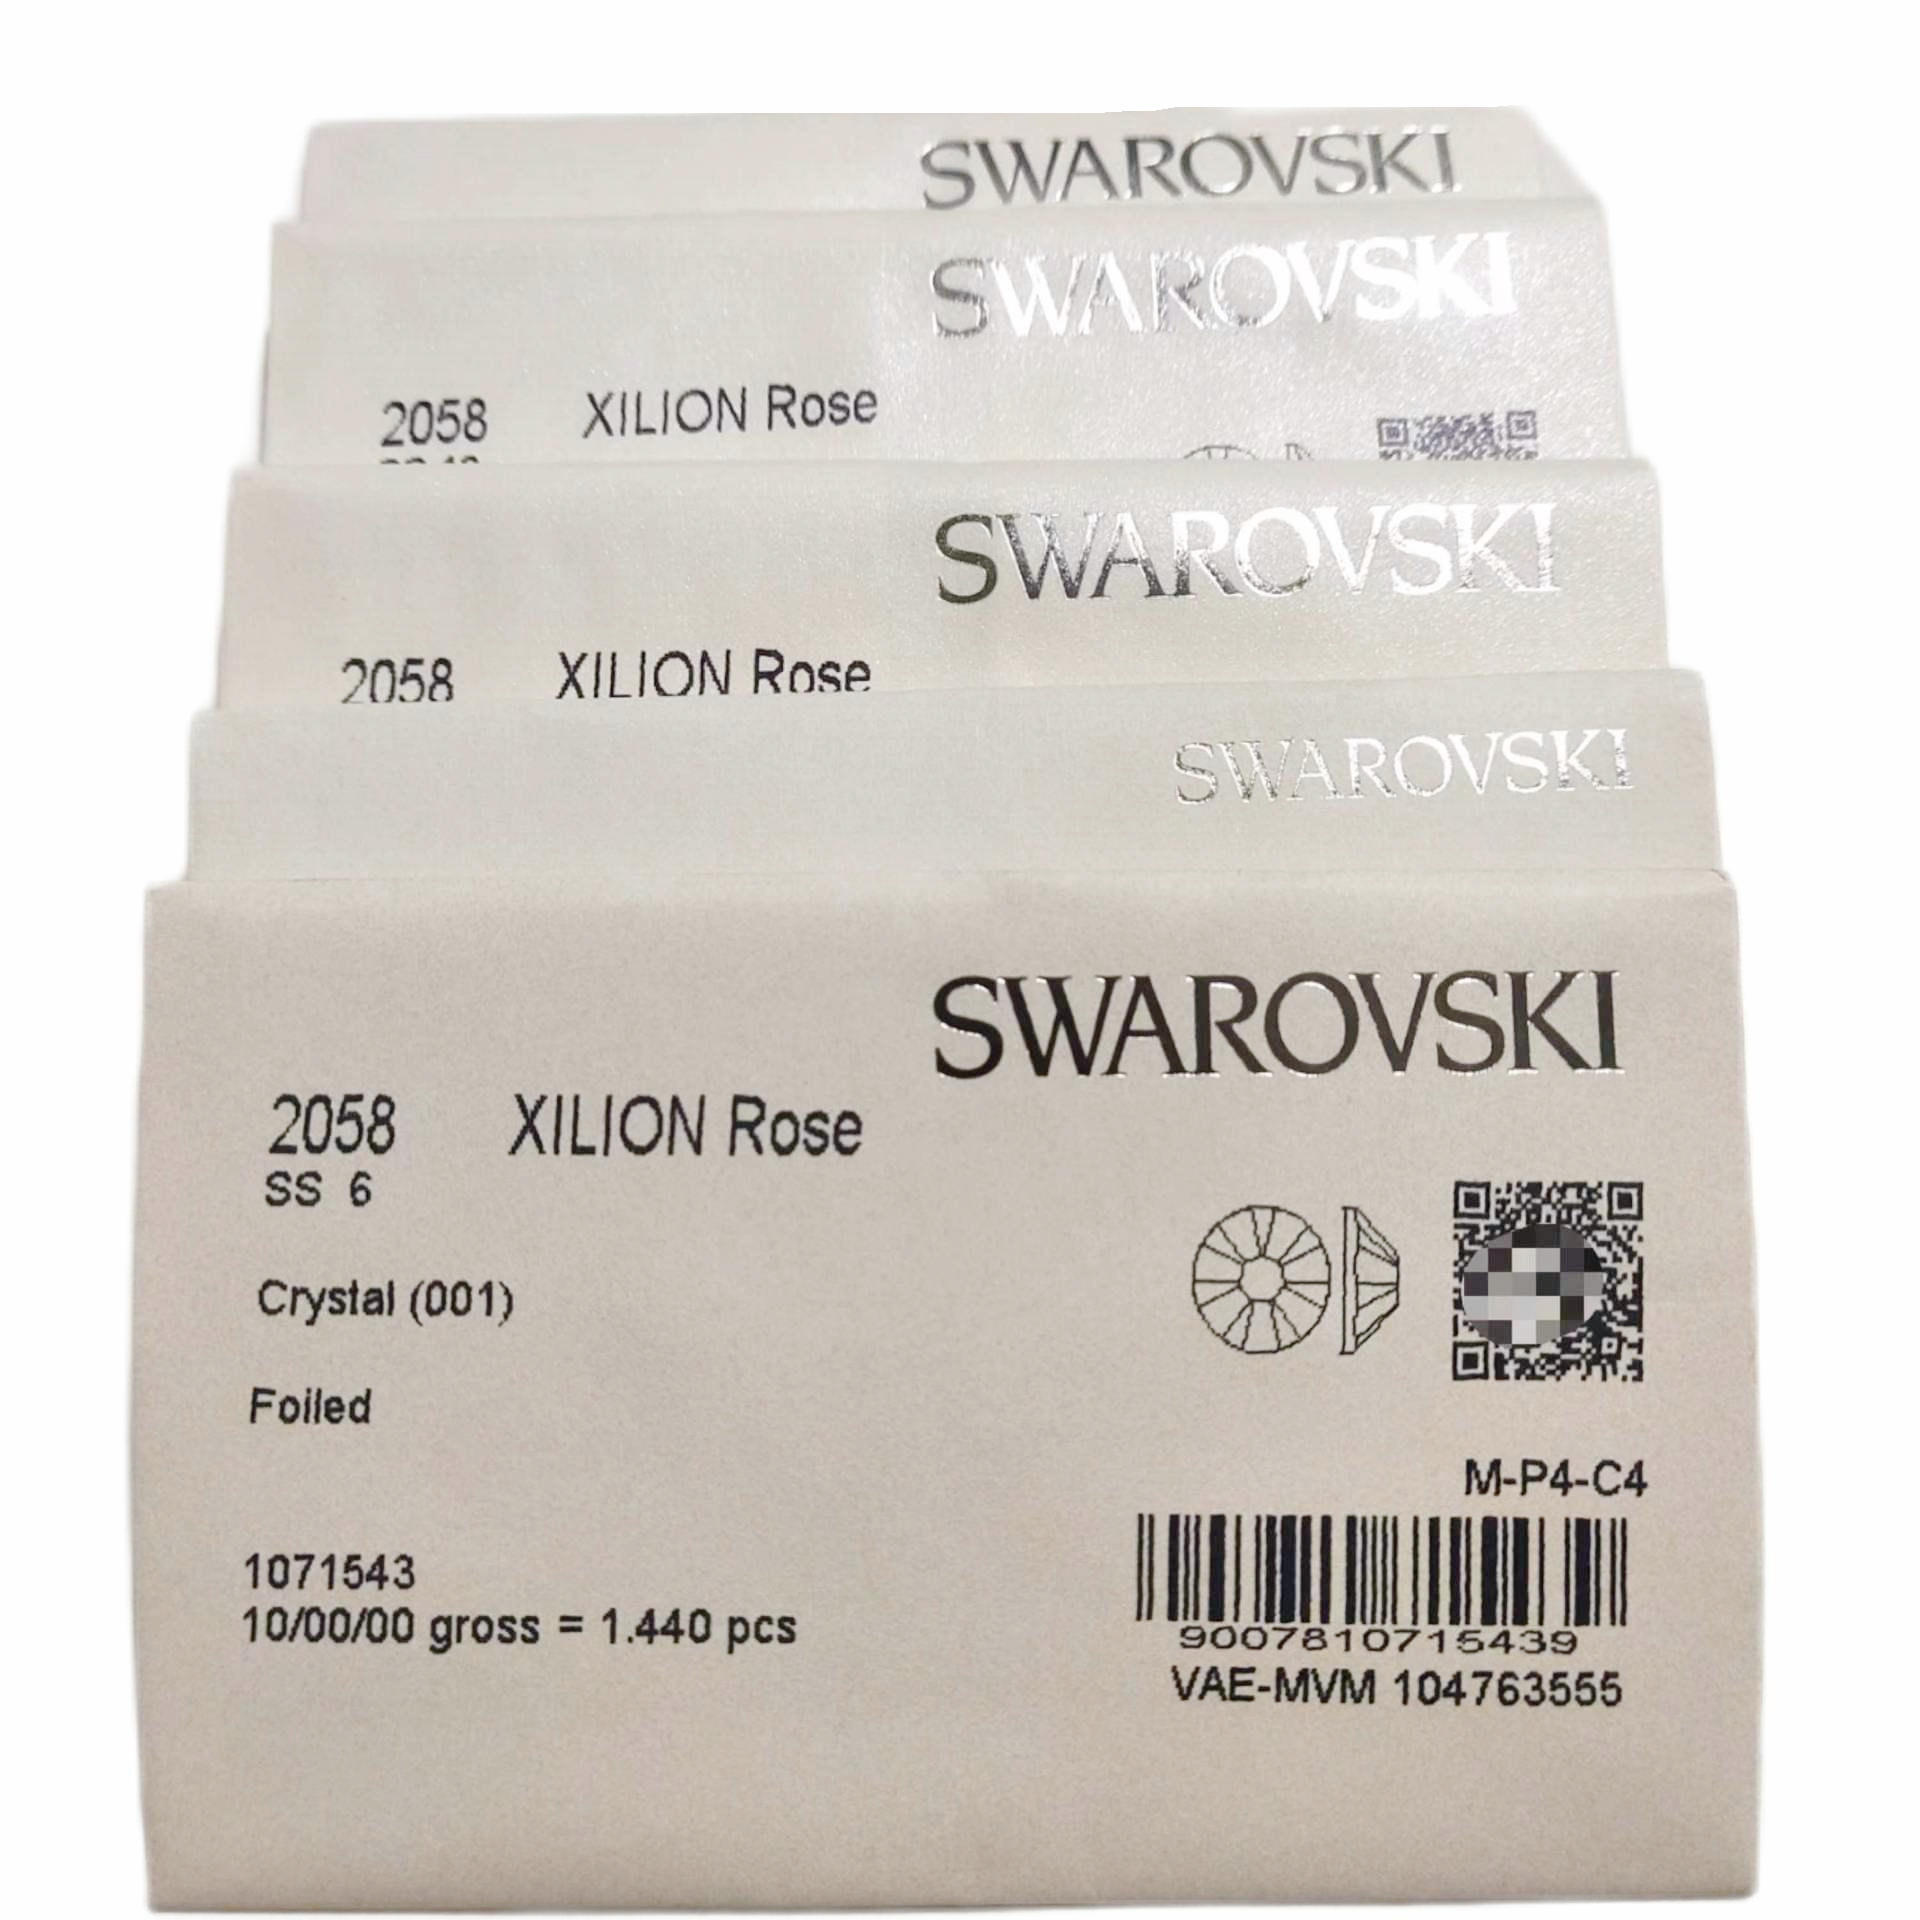 SWAROVSKI
SWAROVSKI
2058 XILION Rose
SWAROVSKI
2058 XILION Rose
SWAROVSKI
SWAROVSKI
2058 XILION Rose
SS 6
Crystal (001)
Foiled
M-P4-C4
1071543
10/00/00 gross = 1.440 pcs
9007810715439
VAE-MVM 104763555